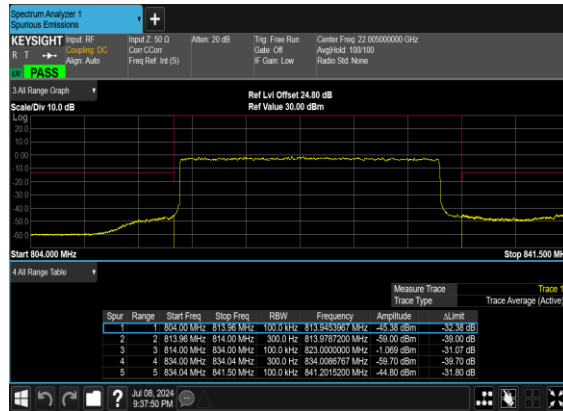 Spectrum Analyzer 1
Spurious Emissions
KEYSIGHT Input: RF Input Z: 50 Ω Atten: 20 dB Trig: Free Run Center Freq: 22.005000000 GHz
R T Coupling: DC Corr CCorr Gate: Off Avg|Hold: 100/100
Align: Auto Freq Ref: Int (S) IF Gain: Low Radio Std: None
PASS
3 All Range Graph
Ref Lvl Offset 24.80 dB
Scale/Div 10.0 dB Ref Value 30.00 dBm
Log
20.0
10.0
0.00
-10.0
-20.0
-30.0
-40.0
-50.0
-60.0
Start 804.000 MHz Stop 841.500 MH
4 All Range Table
Measure Trace Trace 1
Trace Type Trace Average (Active)
Spur Range Start Freq Stop Freq RBW Frequency Amplitude ΔLimit
1 1 804.00 MHz 813.96 MHz 100.0 kHz 813.9453967 MHz -45.38 dBm -32.38 dB
2 2 813.96 MHz 814.00 MHz 300.0 Hz 813.9787200 MHz -59.00 dBm -39.00 dB
3 3 814.00 MHz 834.00 MHz 100.0 kHz 823.0000000 MHz -1.069 dBm -31.07 dB
4 4 834.00 MHz 834.04 MHz 300.0 Hz 834.0086767 MHz -59.70 dBm -39.70 dB
5 5 834.04 MHz 841.50 MHz 100.0 kHz 841.2015200 MHz -44.80 dBm -31.80 dB
Jul 08, 2024
9:37:50 PM